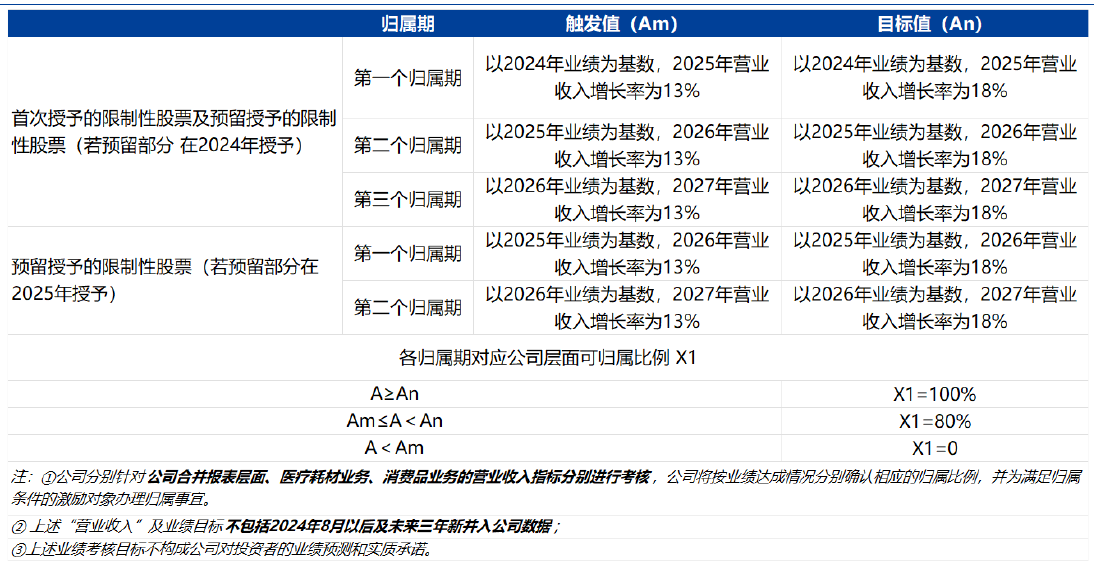 归属期 触发值（Am） 目标值（An）
首次授予的限制性股票及预留授予的限制
性股票（若预留部分 在2024年授予）
第一个归属期
以2024年业绩为基数，2025年营业
收入增长率为13%
以2024年业绩为基数，2025年营业
收入增长率为18%
第二个归属期
以2025年业绩为基数，2026年营业
收入增长率为13%
以2025年业绩为基数，2026年营业
收入增长率为18%
第三个归属期
以2026年业绩为基数，2027年营业
收入增长率为13%
以2026年业绩为基数，2027年营业
收入增长率为18%
预留授予的限制性股票（若预留部分在
2025年授予）
第一个归属期
以2025年业绩为基数，2026年营业
收入增长率为13%
以2025年业绩为基数，2026年营业
收入增长率为18%
第二个归属期
以2026年业绩为基数，2027年营业
收入增长率为13%
以2026年业绩为基数，2027年营业
收入增长率为18%
各归属期对应公司层面可归属比例 X1
A≥An X1=100%
Am≤A＜An X1=80%
A＜Am X1=0
注：①公司分别针对公司合并报表层面、医疗耗材业务、消费品业务的营业收入指标分别进行考核，公司将按业绩达成情况分别确认相应的归属比例，并为满足归属
条件的激励对象办理归属事宜。
②上述“营业收入”及业绩目标不包括2024年8月以后及未来三年新并入公司数据；
③上述业绩考核目标不构成公司对投资者的业绩预测和实质承诺。